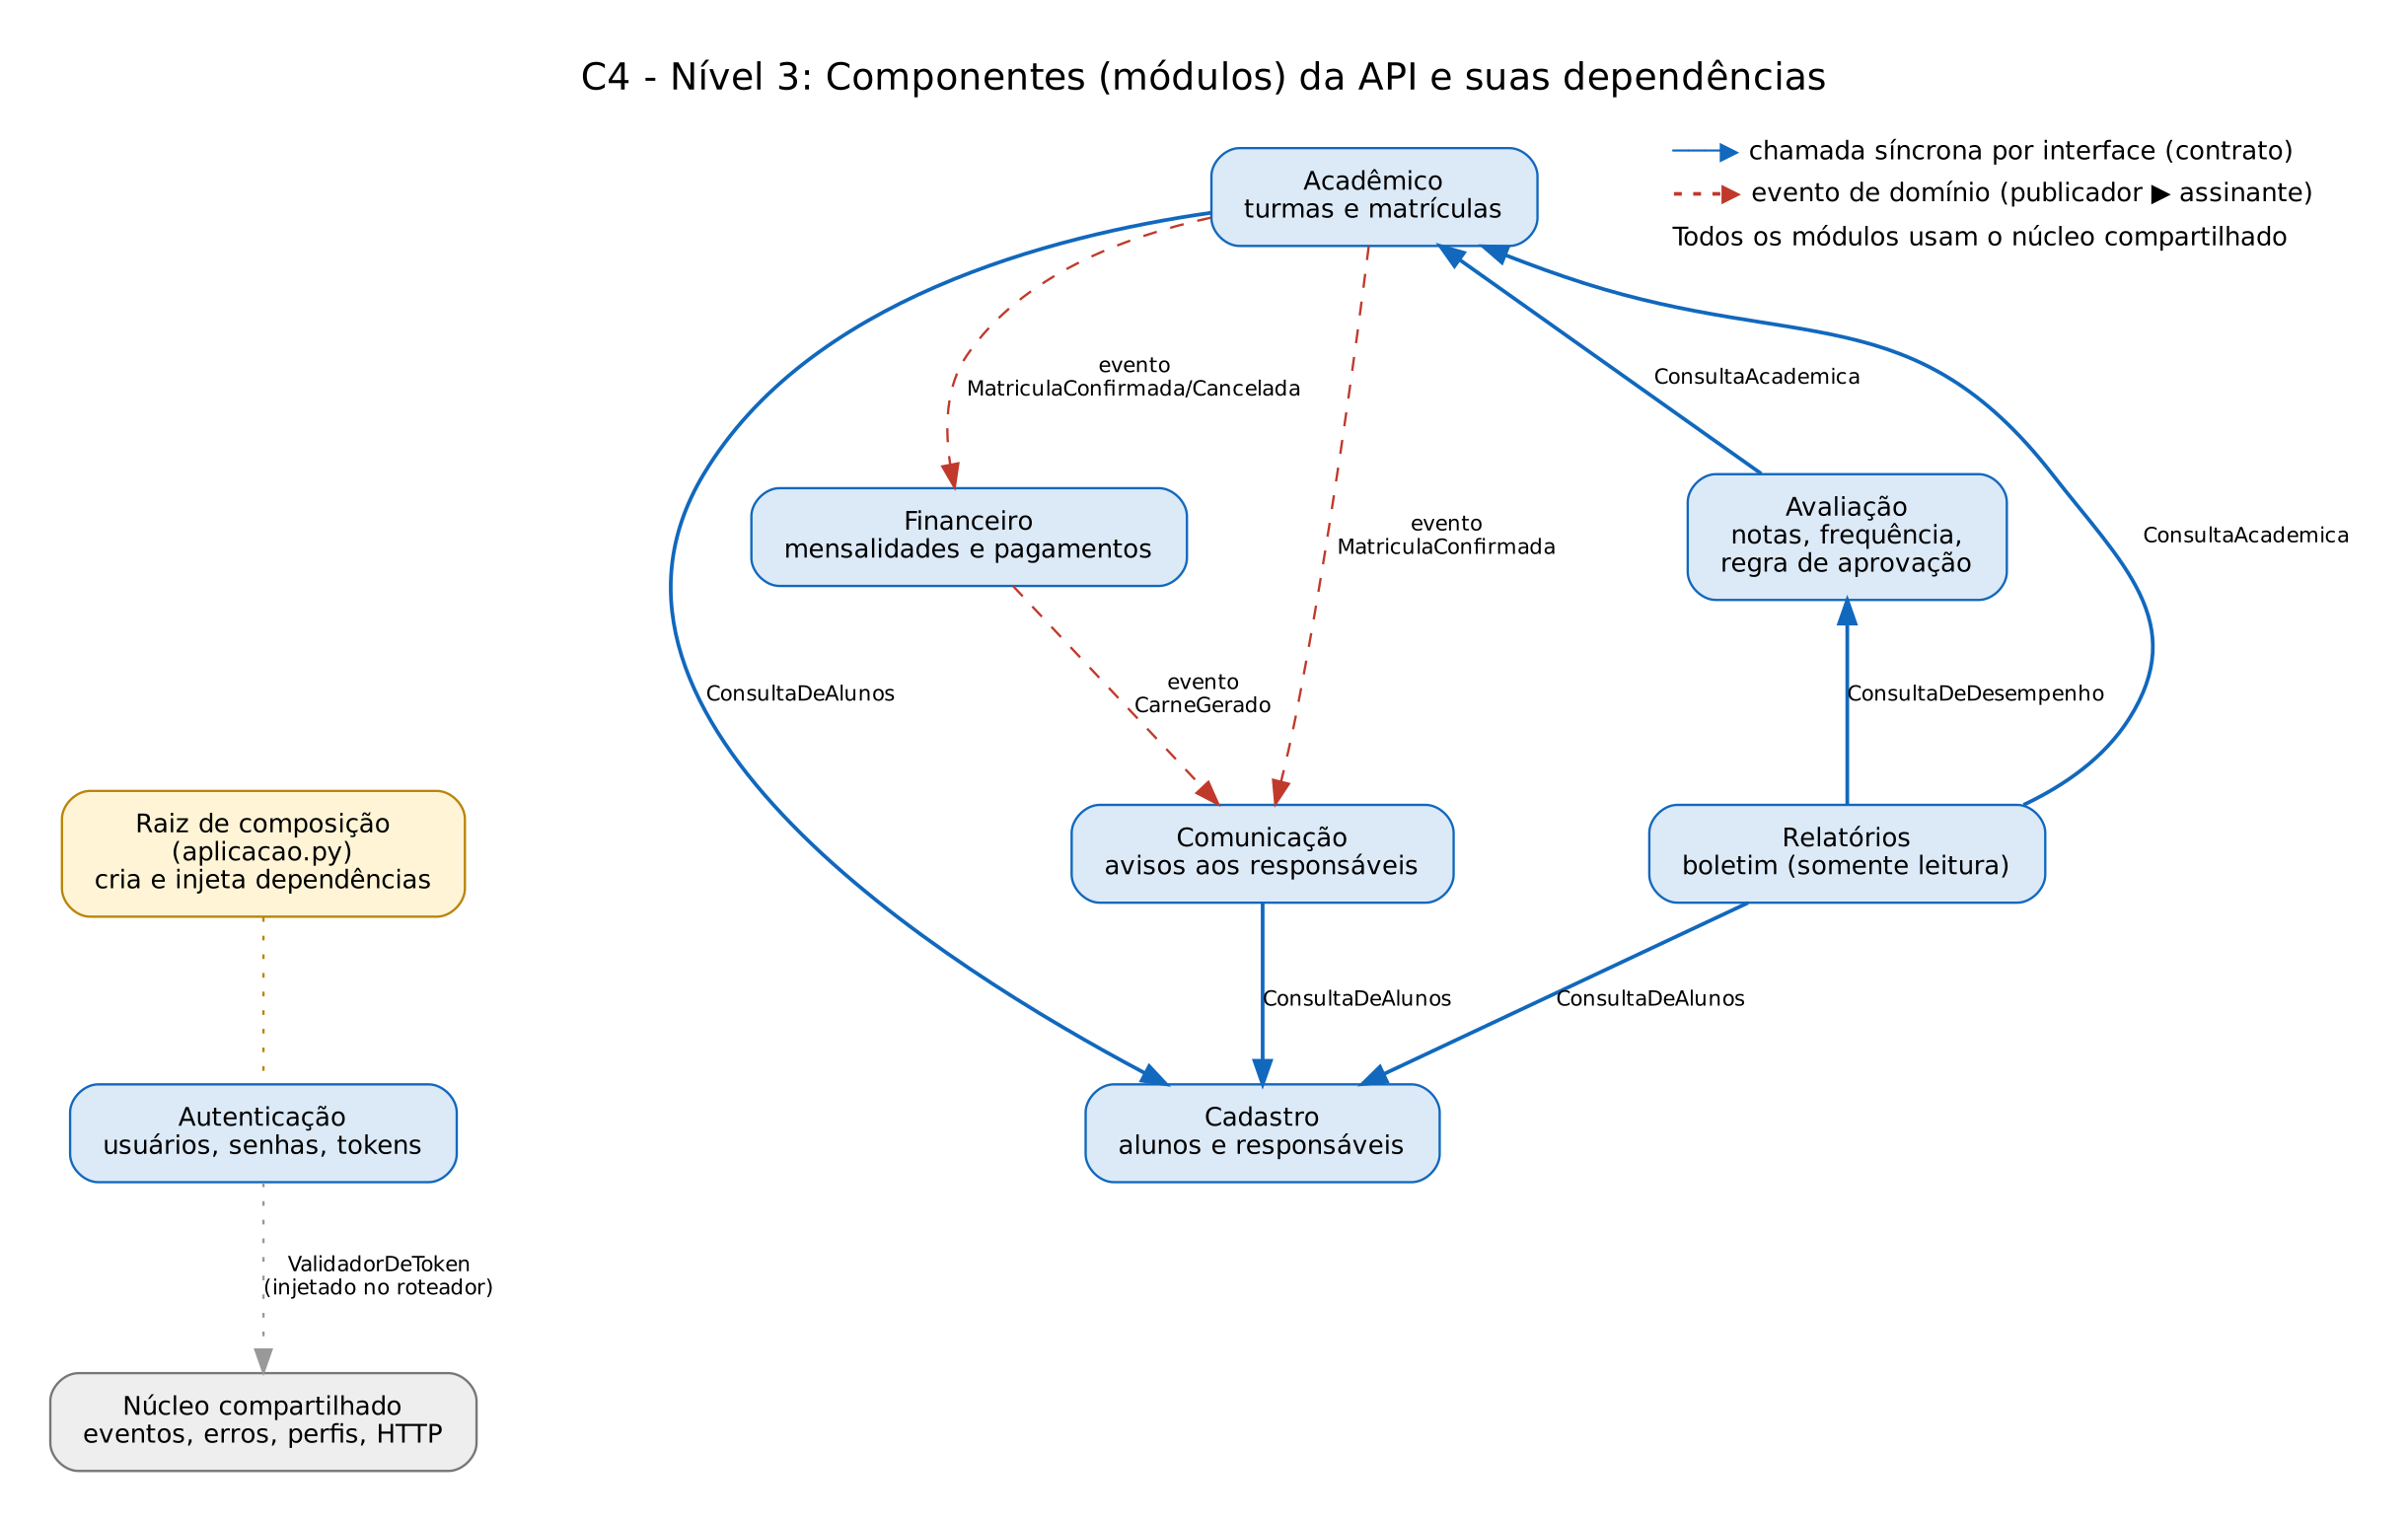 C4 - Nível 3: Componentes (módulos) da API e suas dependências
chamada síncrona por interface (contrato)
evento de domínio (publicador ▶ assinante)
Todos os módulos usam o núcleo compartilhado
Acadêmico
turmas e matrículas
evento
MatriculaConfirmada/Cancelada
ConsultaAcademica
Financeiro
mensalidades e pagamentos
evento
MatriculaConfirmada
Avaliação
notas, frequência,
regra de aprovação
ConsultaAcademica
ConsultaDeAlunos
evento
CarneGerado
ConsultaDeDesempenho
Raiz de composição
(aplicacao.py)
cria e injeta dependências
Comunicação
avisos aos responsáveis
Relatórios
boletim (somente leitura)
ConsultaDeAlunos
ConsultaDeAlunos
Autenticação
usuários, senhas, tokens
Cadastro
alunos e responsáveis
ValidadorDeToken
(injetado no roteador)
Núcleo compartilhado
eventos, erros, perfis, HTTP